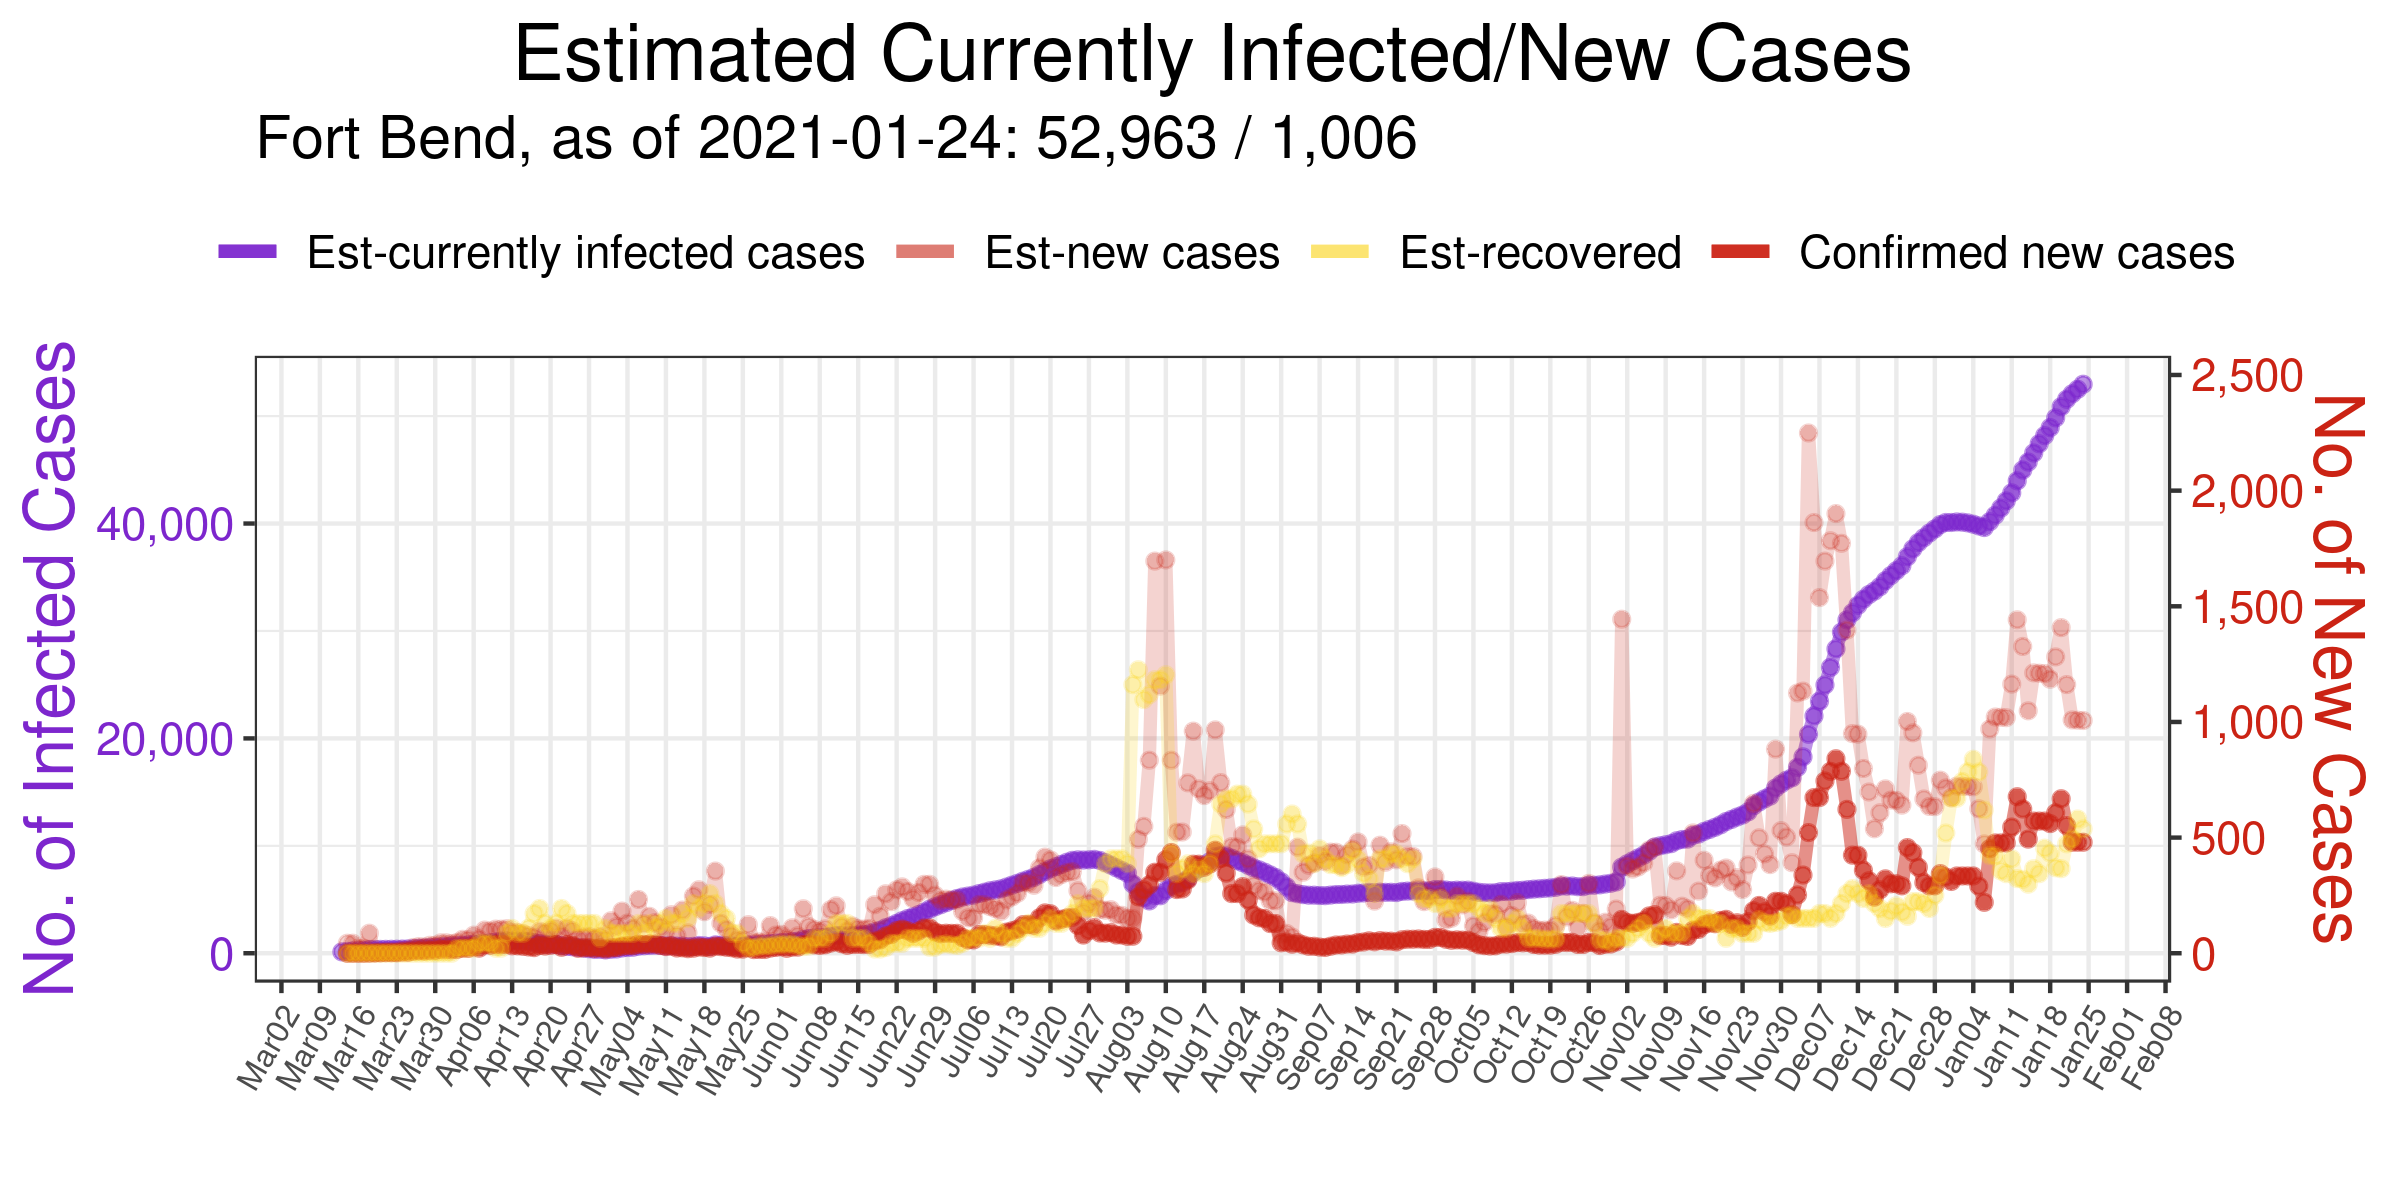 Estimated Currently Infected/New Cases
Fort Bend, as of 2021-01-24: 52,963 / 1,006
Est-currently infected cases Est-new cases Est-recovered Confirmed new cases
No. of Infected Cases
40,000
20,000
0
2,500
2,000
1,500
1,000
500
0
No. of New Cases
Mar02 Mar09 Mar16 Mar23 Mar30 Apr06 Apr13 Apr20 Apr27 May04 May11 May18 May25 Jun01 Jun08 Jun15 Jun22 Jun29 Jul06 Jul13 Jul20 Jul27 Aug03 Aug10 Aug17 Aug24 Aug31 Sep07 Sep14 Sep21 Sep28 Oct05 Oct12 Oct19 Oct26 Nov02 Nov09 Nov16 Nov23 Nov30 Dec07 Dec14 Dec21 Dec28 Jan04 Jan11 Jan18 Jan25 Feb01 Feb08